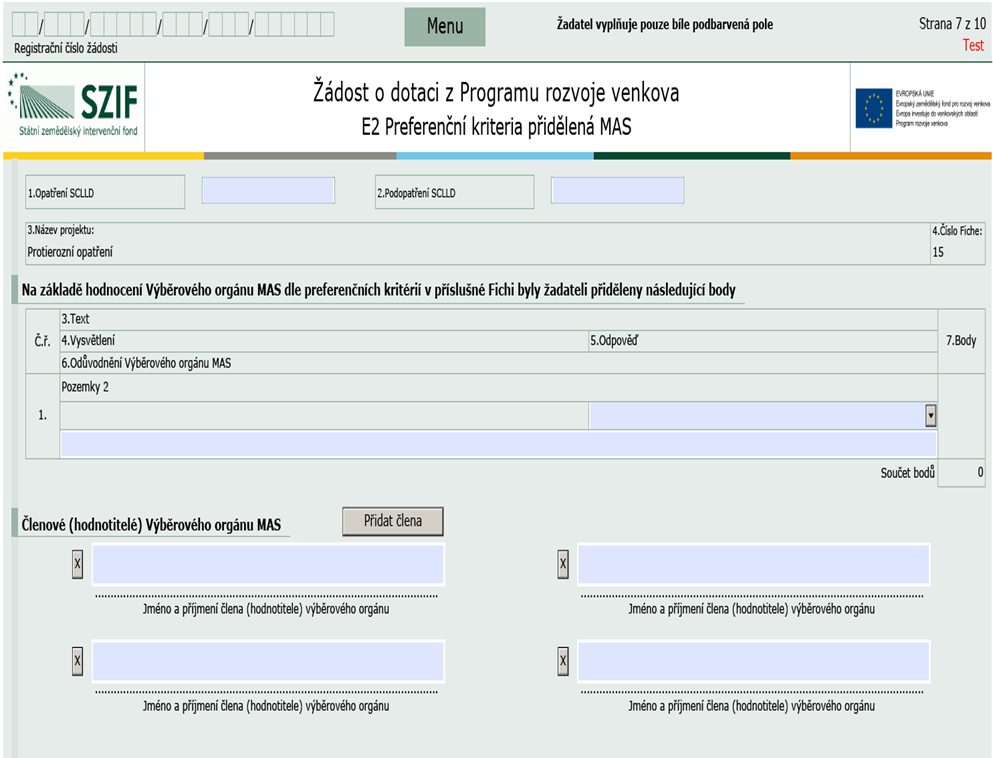 Registrační číslo žádosti
Menu
Žadatel vyplňuje pouze bíle podbarvená pole
Strana 7 z 10
Test
SZIF
Státní zemědělský intervenční fond
Žádost o dotaci z Programu rozvoje venkova
E2 Preferenční kriteria přidělená MAS
EVROPSKÁ UNIE
Evropský zemědělský fond pro rozvoj venkova
Evropa investuje do venkovských oblastí
Program rozvoje venkova
1.Opatření SCLLD
2.Podopatření SCLLD
3.Název projektu:
4.Číslo Fiche:
Protierozní opatření
15
Na základě hodnocení Výběrového orgánu MAS dle preferenčních kritérií v příslušné Fichi byly žadateli přiděleny následující body
Č.ř.
3.Text
4.Vysvětlení
5.Odpověď
6.Odůvodnění Výběrového orgánu MAS
7.Body
1.
Pozemky 2
Součet bodů
0
Členové (hodnotitelé) Výběrového orgánu MAS
Přidat člena
X
X
Jméno a příjmení člena (hodnotitele) výběrového orgánu
Jméno a příjmení člena (hodnotitele) výběrového orgánu
X
X
Jméno a příjmení člena (hodnotitele) výběrového orgánu
Jméno a příjmení člena (hodnotitele) výběrového orgánu